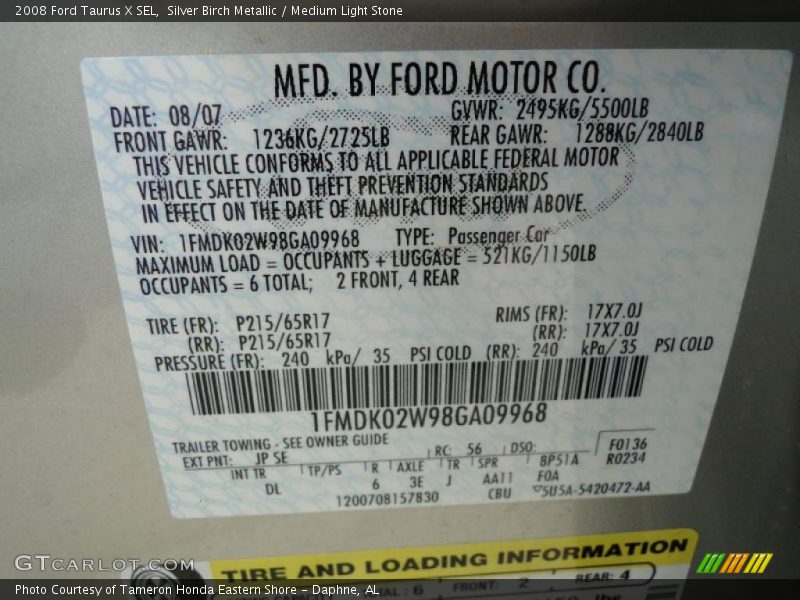 2008 Ford Taurus X SEL,  Silver Birch Metallic / Medium Light Stone
MFD. BY FORD MOTOR CO.
DATE: 08/07 GVWR: 2495KG/5500LB
FRONT GAWR: 1236KG/2725LB REAR GAWR: 1288KG/2840LB
THIS VEHICLE CONFORMS TO ALL APPLICABLE FEDERAL MOTOR
VEHICLE SAFETY AND THEFT PREVENTION STANDARDS
IN EFFECT ON THE DATE OF MANUFACTURE SHOWN ABOVE.
VIN: 1FMDK02W98GA09968 TYPE: Passenger Car
MAXIMUM LOAD = OCCUPANTS + LUGGAGE = 521KG/1150LB
OCCUPANTS = 6 TOTAL; 2 FRONT, 4 REAR
TIRE (FR): P215/65R17 RIMS (FR): 17X7.0J
(RR): P215/65R17 (RR): 17X7.0J
PRESSURE (FR): 240 kPa/ 35 PSI COLD (RR): 240 kPa/ 35 PSI COLD
1FMDK02W98GA09968
TRAILER TOWING - SEE OWNER GUIDE
EXT PNT: JP SE RC: 56 DSO: F0136
R0234
INT TR TP/PS R AXLE TR SPR 8P51A
DL 6 3E J AA11 F0A
1200708157830 CBU 5U5A-5420472-AA
GTCARLOT.COM
TIRE AND LOADING INFORMATION
: 6 FRONT: 2 REAR: 4
lbs
Photo Courtesy of Tameron Honda Eastern Shore - Daphne, AL